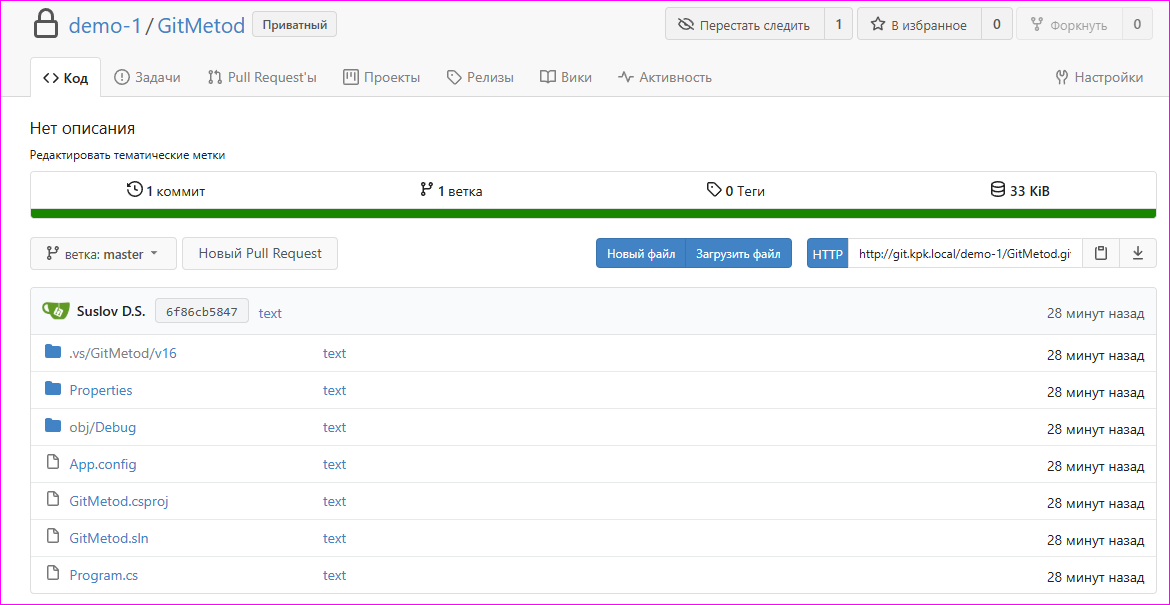 demo-1 / GitMetod Приватный Перестать следить 1 В избранное 0 Форкнуть 0
Код Задачи Pull Request'ы Проекты Релизы Вики Активность Настройки
Нет описания
Редактировать тематические метки
1 коммит 1 ветка 0 Теги 33 KiB
ветка: master Новый Pull Request Новый файл Загрузить файл HTTP http://git.kpk.local/demo-1/GitMetod.gi
Suslov D.S. 6f86cb5847 text 28 минут назад
.vs/GitMetod/v16 text 28 минут назад
Properties text 28 минут назад
obj/Debug text 28 минут назад
App.config text 28 минут назад
GitMetod.csproj text 28 минут назад
GitMetod.sln text 28 минут назад
Program.cs text 28 минут назад